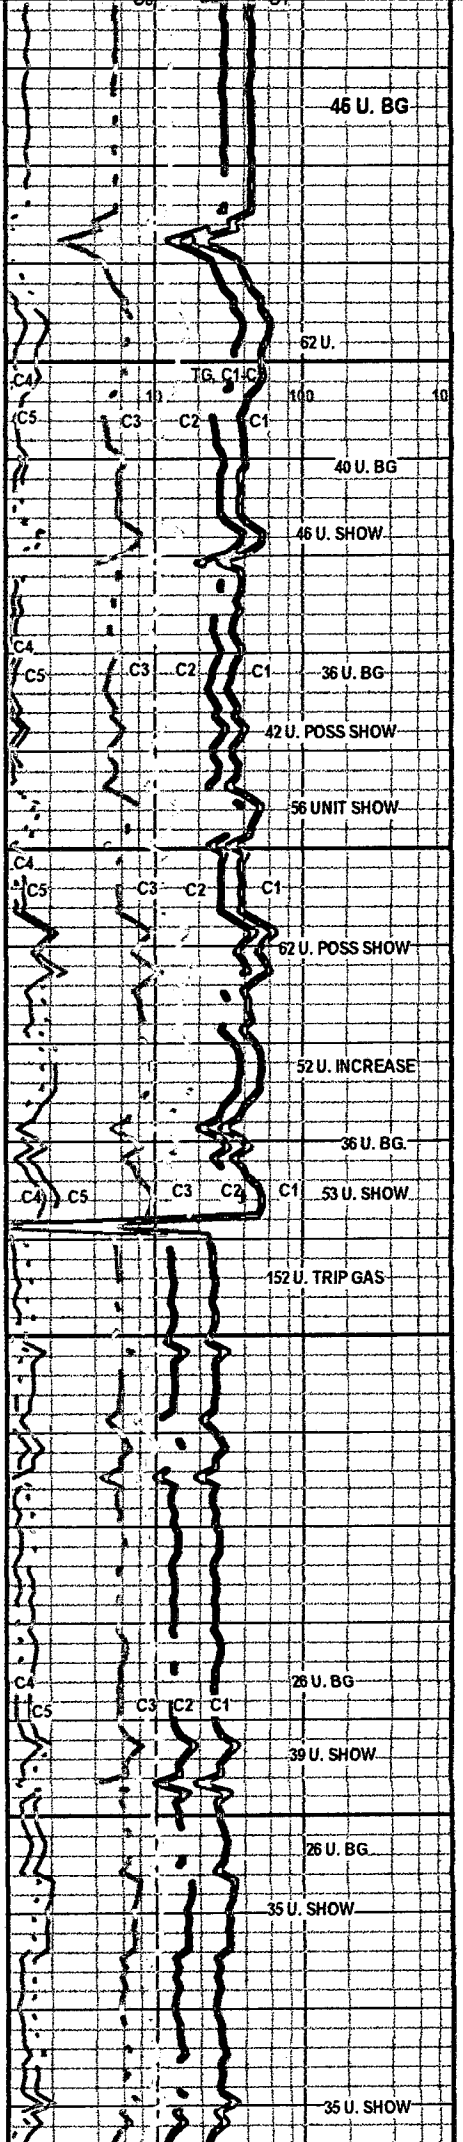 45 U. BG
62 U.
C4
TG, C1-C
10 100 10
C5 C3 C2 C1
40 U. BG
46 U. SHOW
C4
C5 C3 C2 C1 36 U. BG
42 U. POSS SHOW
56 UNIT SHOW
C4
C5 C3 C2 C1
62 U. POSS SHOW
52 U. INCREASE
36 U. BG.
C4 C5 C3 C2 C1 53 U. SHOW
152 U. TRIP GAS
C4 26 U. BG
C5 C3 C2 C1
39 U. SHOW
26 U. BG
35 U. SHOW
35 U. SHOW